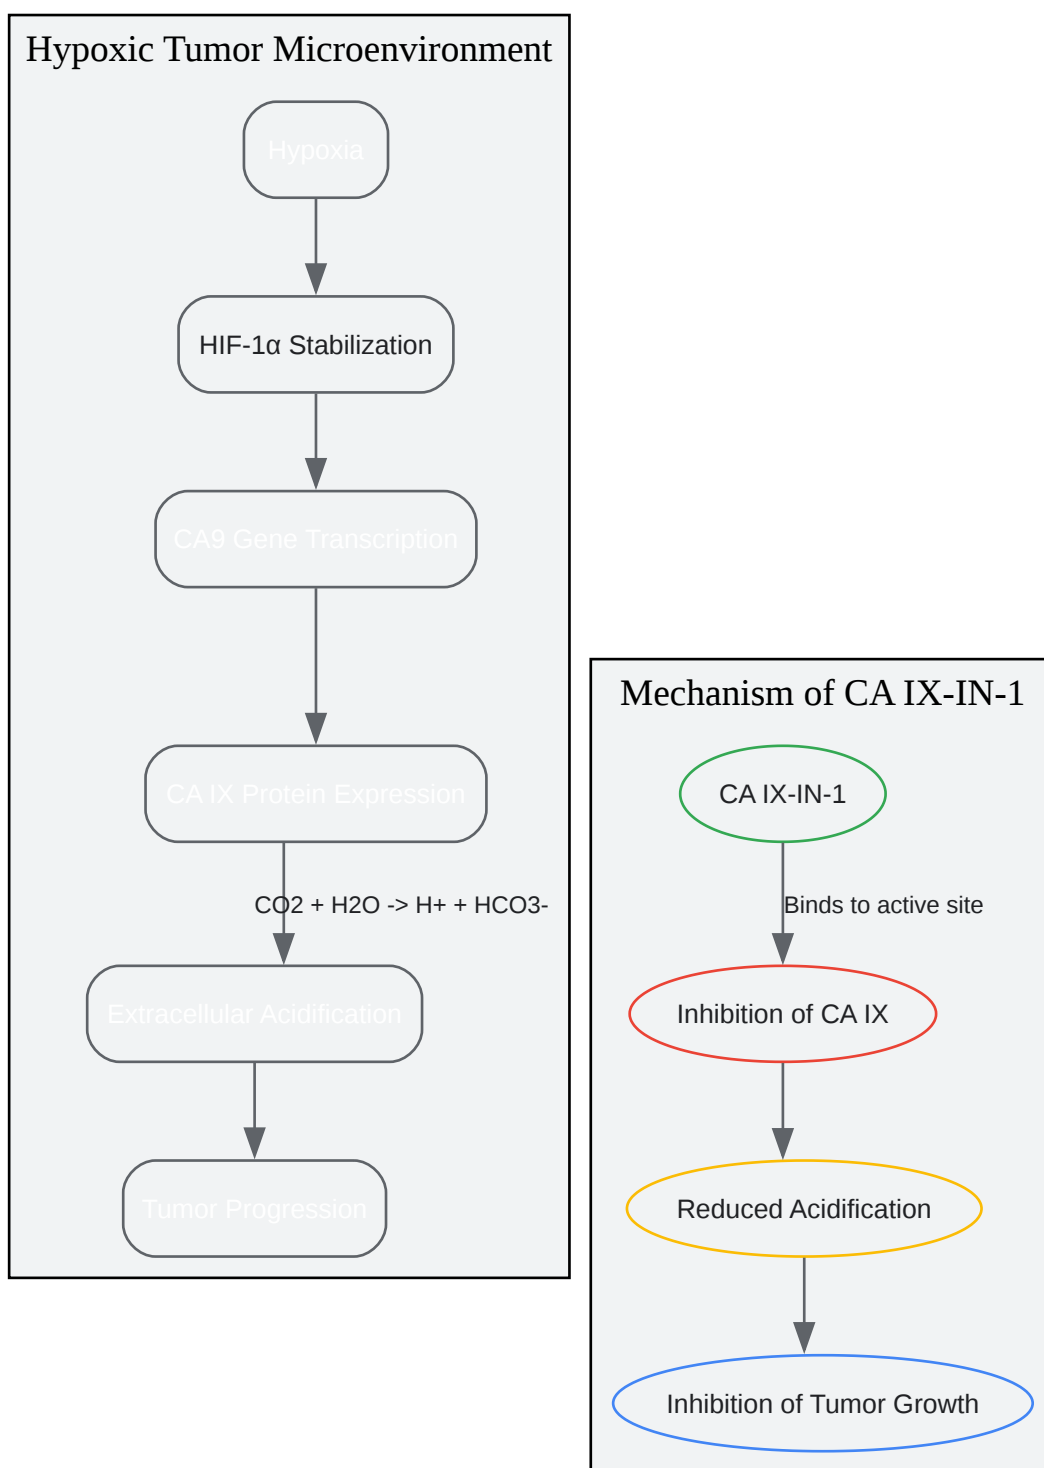 Hypoxic Tumor Microenvironment
Hypoxia
HIF-1α Stabilization
CA9 Gene Transcription
CA IX Protein Expression
CO2 + H2O -> H+ + HCO3-
Extracellular Acidification
Tumor Progression
Mechanism of CA IX-IN-1
CA IX-IN-1
Binds to active site
Inhibition of CA IX
Reduced Acidification
Inhibition of Tumor Growth